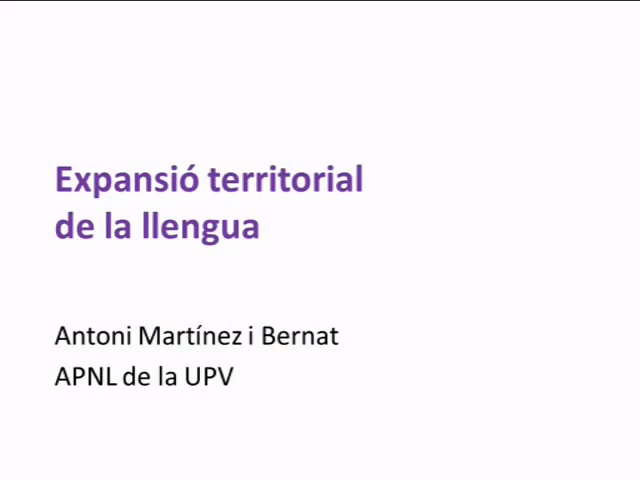 Expansió territorial
de la llengua
Antoni Martínez i Bernat
APNL de la UPV